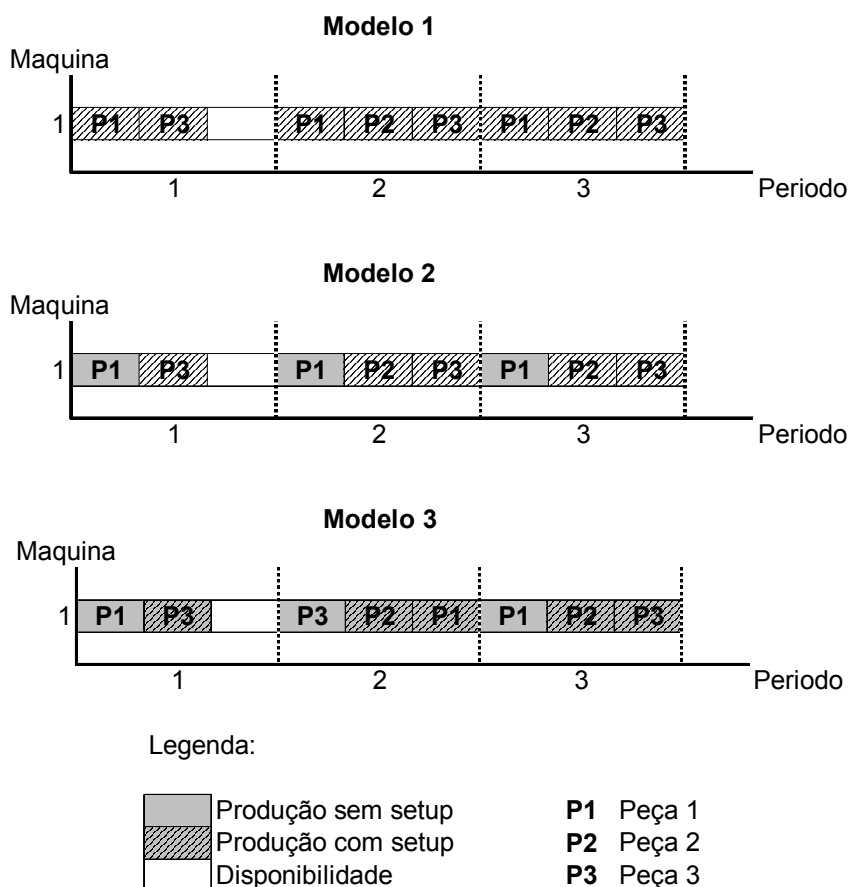 Modelo 1
Maquina
1 P1 P3 P1 P2 P3 P1 P2 P3
1 2 3 Periodo
Modelo 2
Maquina
1 P1 P3 P1 P2 P3 P1 P2 P3
1 2 3 Periodo
Modelo 3
Maquina
1 P1 P3 P3 P2 P1 P1 P2 P3
1 2 3 Periodo
Legenda:
Produção sem setup P1 Peça 1
Produção com setup P2 Peça 2
Disponibilidade P3 Peça 3